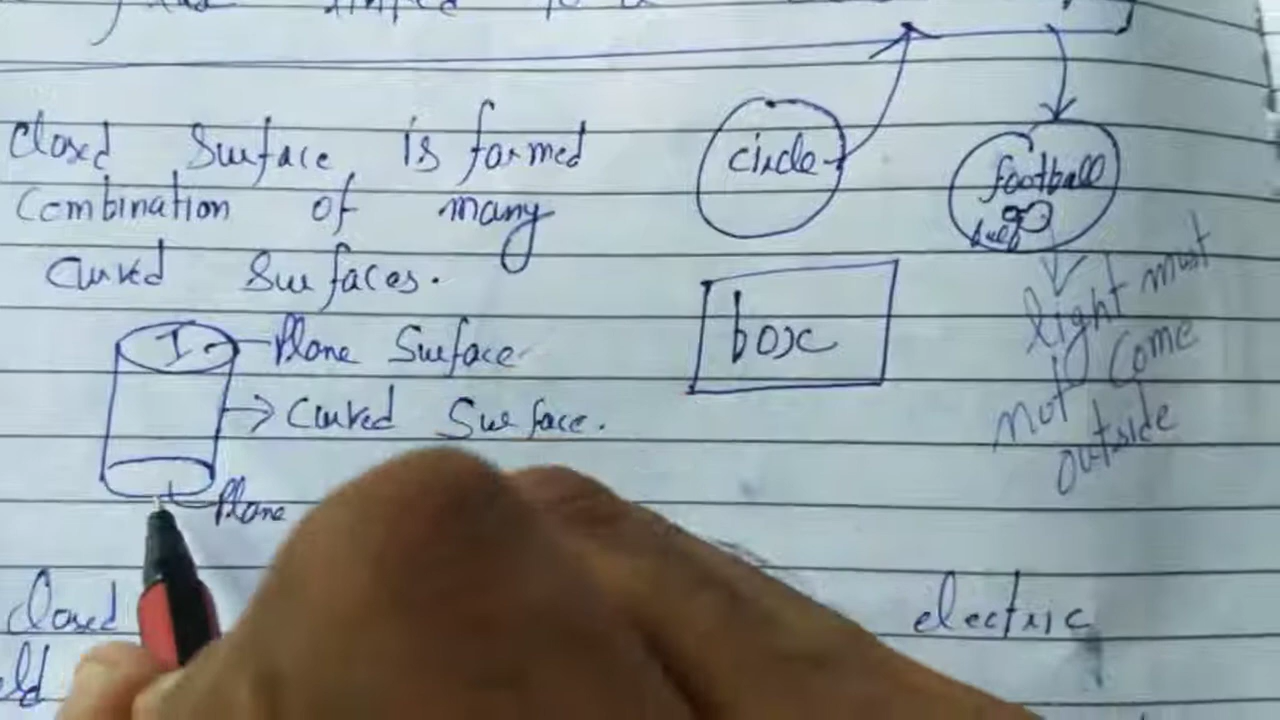 Closed Surface is formed
Combination of many
Curved Surfaces.
circle
football
bulb
box
light must
not come
outside
I
Plane Surface
Curved Surface.
Plane
closed
electric